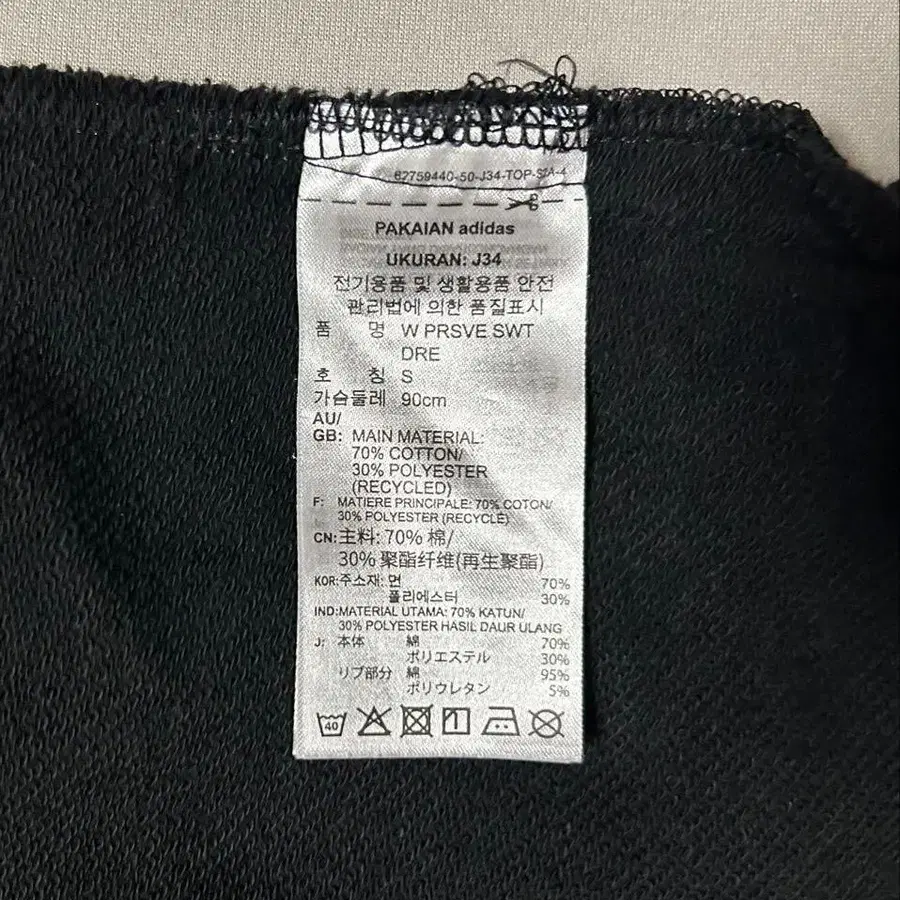 62759440-50-J34-TOP-S2A-4
PAKAIAN adidas
UKURAN: J34
전기용품 및 생활용품 안전
관리법에 의한 품질표시
품 명 W PRSVE SWT
DRE
호 칭 S
가슴둘레 90cm
AU/
GB: MAIN MATERIAL:
70% COTTON/
30% POLYESTER
(RECYCLED)
F: MATIERE PRINCIPALE: 70% COTON/
30% POLYESTER (RECYCLE)
CN:主料: 70% 棉/
30% 聚酯纤维(再生聚酯)
KOR:주소재: 면 70%
폴리에스터 30%
IND:MATERIAL UTAMA: 70% KATUN/
30% POLYESTER HASIL DAUR ULANG
J: 本体 綿 70%
ポリエステル 30%
リブ部分 綿 95%
ポリウレタン 5%
40